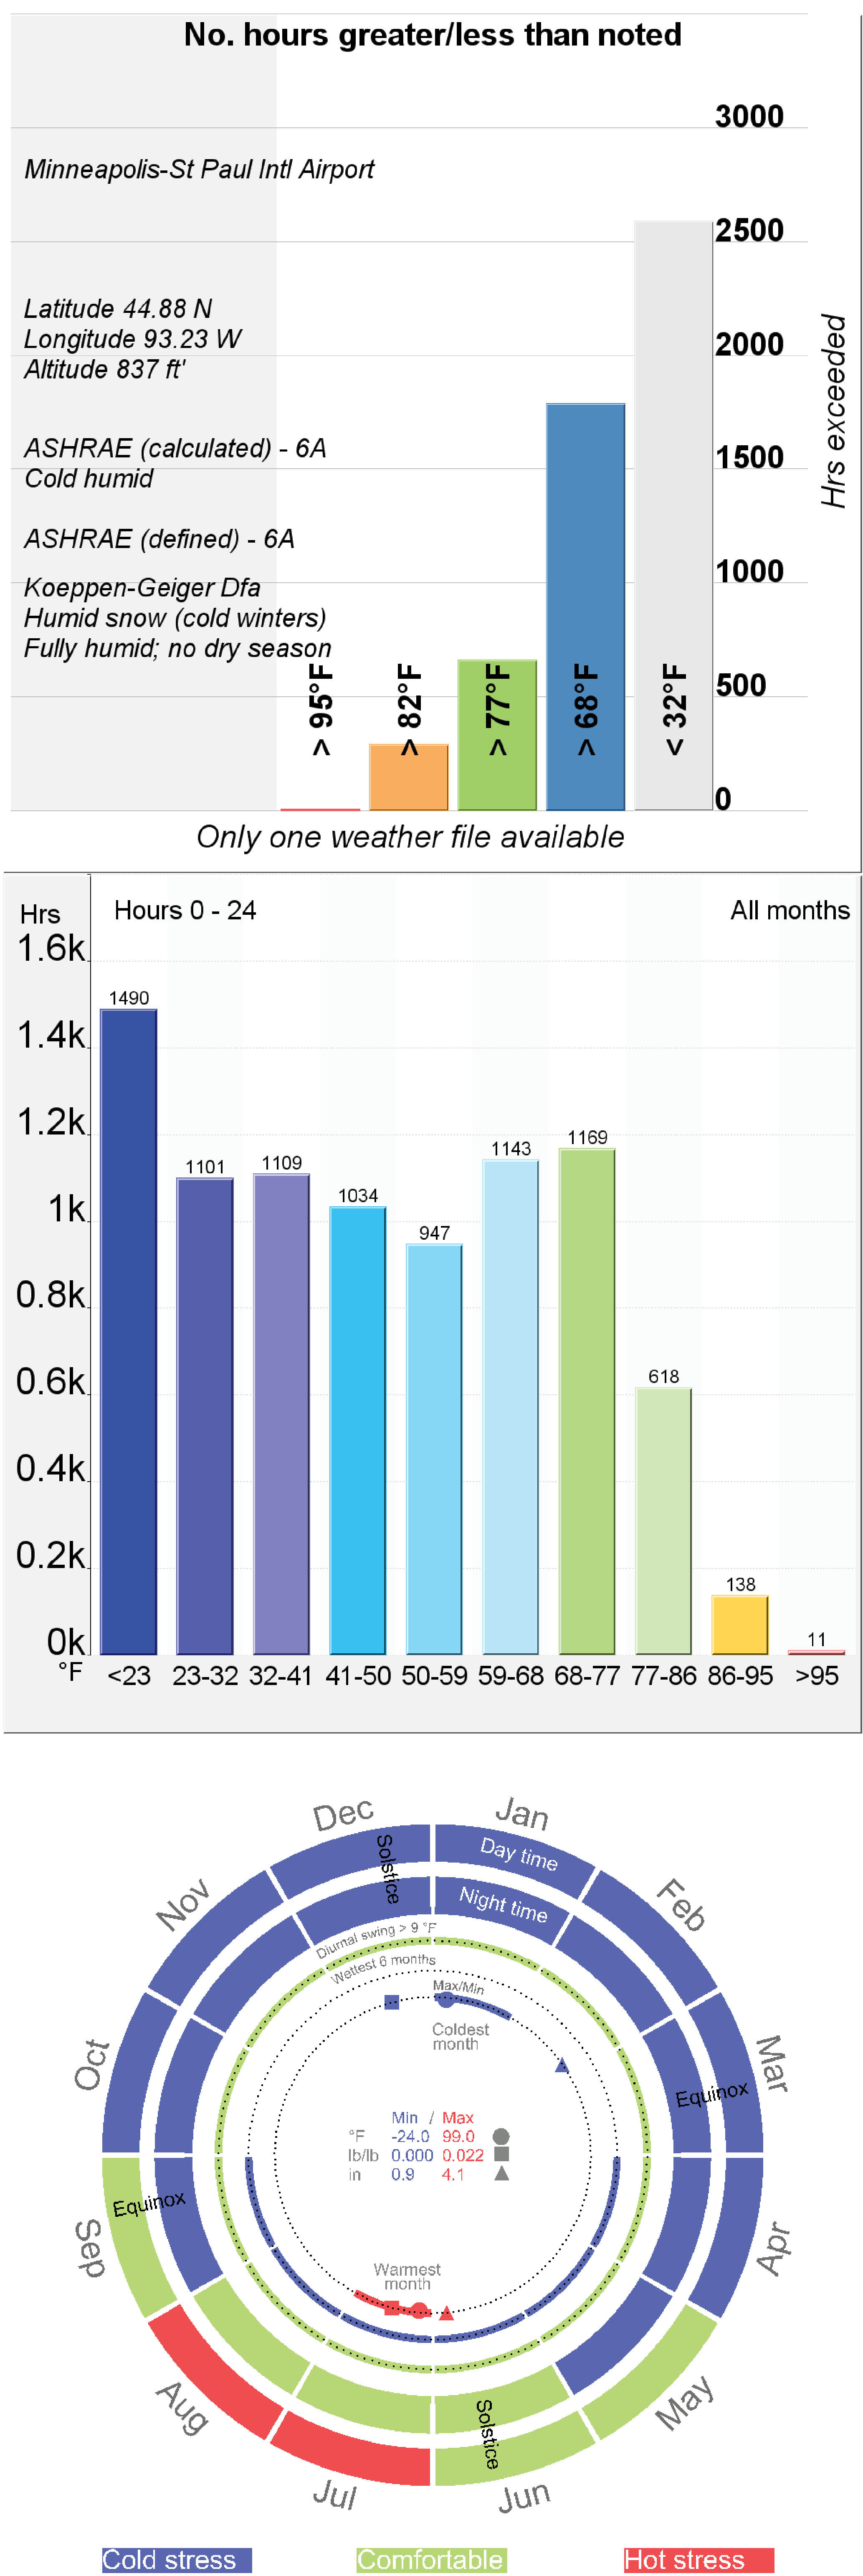 No. hours greater/less than noted
3000
Minneapolis-St Paul Intl Airport
2500
Latitude 44.88 N
Longitude 93.23 W
Altitude 837 ft'
2000
Hrs exceeded
ASHRAE (calculated) - 6A
Cold humid
1500
ASHRAE (defined) - 6A
1000
Koeppen-Geiger Dfa
Humid snow (cold winters)
Fully humid; no dry season
> 95°F
> 82°F
> 77°F
> 68°F
< 32°F
500
0
Only one weather file available
Hrs
Hours 0 - 24
All months
1.6k
1490
1.4k
1.2k
1101
1109
1034
947
1143
1169
1k
0.8k
0.6k
618
0.4k
0.2k
138
11
0k
°F
<23 23-32 32-41 41-50 50-59 59-68 68-77 77-86 86-95 >95
Dec
Jan
Solstice
Day time
Nov
Night time
Feb
Diurnal swing > 9 °F
Wettest 6 months
Max/Min
Coldest
month
Oct
Mar
Equinox
Min / Max
°F -24.0 99.0
lb/lb 0.000 0.022
in 0.9 4.1
Equinox
Sep
Apr
Warmest
month
Aug
May
Solstice
Jul
Jun
Cold stress
Comfortable
Hot stress